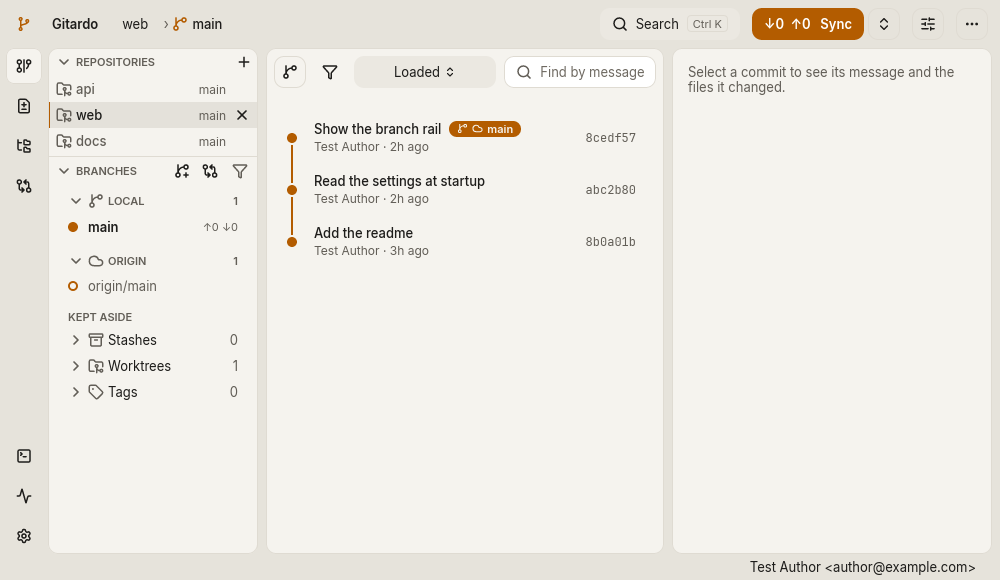 Gitardo
web
main
Search
Ctrl K
↓0 ↑0 Sync
REPOSITORIES
api main
web main
docs main
BRANCHES
LOCAL 1
main ↑0 ↓0
ORIGIN 1
origin/main
KEPT ASIDE
Stashes 0
Worktrees 1
Tags 0
Loaded
Find by message
Show the branch rail main
Test Author · 2h ago
8cedf57
Read the settings at startup
Test Author · 2h ago
abc2b80
Add the readme
Test Author · 3h ago
8b0a01b
Select a commit to see its message and the
files it changed.
Test Author <author@example.com>